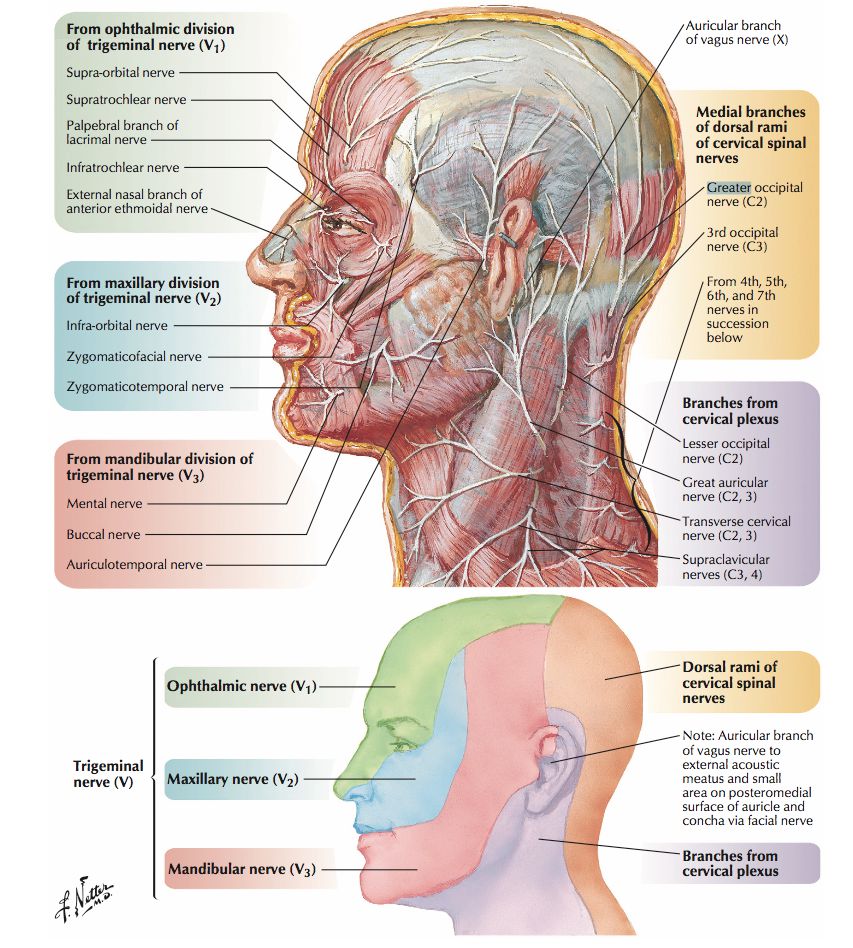 From ophthalmic division
of trigeminal nerve (V1)
Supra-orbital nerve
Supratrochlear nerve
Palpebral branch of
lacrimal nerve
Infratrochlear nerve
External nasal branch of
anterior ethmoidal nerve
From maxillary division
of trigeminal nerve (V2)
Infra-orbital nerve
Zygomaticofacial nerve
Zygomaticotemporal nerve
From mandibular division of
trigeminal nerve (V3)
Mental nerve
Buccal nerve
Auriculotemporal nerve
Auricular branch
of vagus nerve (X)
Medial branches
of dorsal rami
of cervical spinal
nerves
Greater occipital
nerve (C2)
3rd occipital
nerve (C3)
From 4th, 5th,
6th, and 7th
nerves in
succession
below
Branches from
cervical plexus
Lesser occipital
nerve (C2)
Great auricular
nerve (C2, 3)
Transverse cervical
nerve (C2, 3)
Supraclavicular
nerves (C3, 4)
Trigeminal
nerve (V)
Ophthalmic nerve (V1)
Maxillary nerve (V2)
Mandibular nerve (V3)
Dorsal rami of
cervical spinal
nerves
Note: Auricular branch
of vagus nerve to
external acoustic
meatus and small
area on posteromedial
surface of auricle and
concha via facial nerve
Branches from
cervical plexus
F. Netter
M.D.